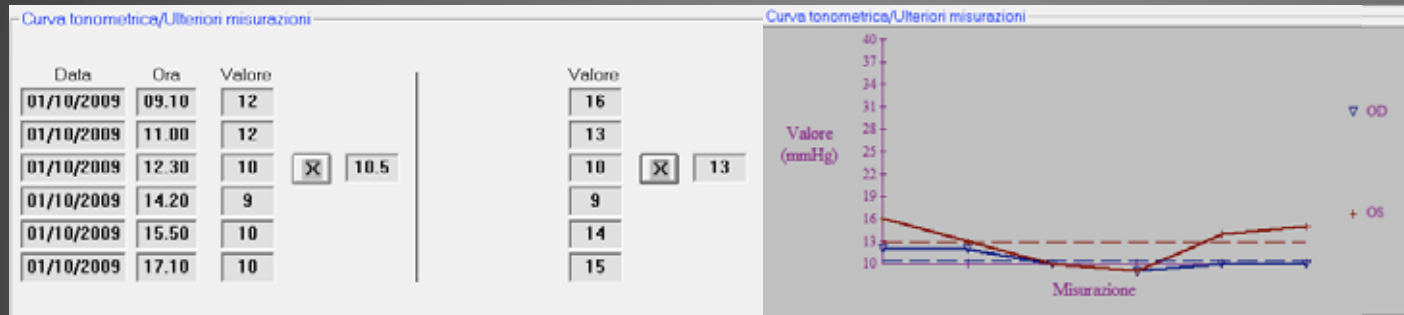 Curva tonometrica/Ulteriori misurazioni
Data Ora Valore Valore
01/10/2009 09.10 12 16
01/10/2009 11.00 12 13
01/10/2009 12.30 10 X 10.5 10 X 13
01/10/2009 14.20 9 9
01/10/2009 15.50 10 14
01/10/2009 17.10 10 15
Curva tonometrica/Ulteriori misurazioni
40
37
34
31
28
25
22
19
16
13
10
Valore
(mmHg)
OD
OS
Misurazione